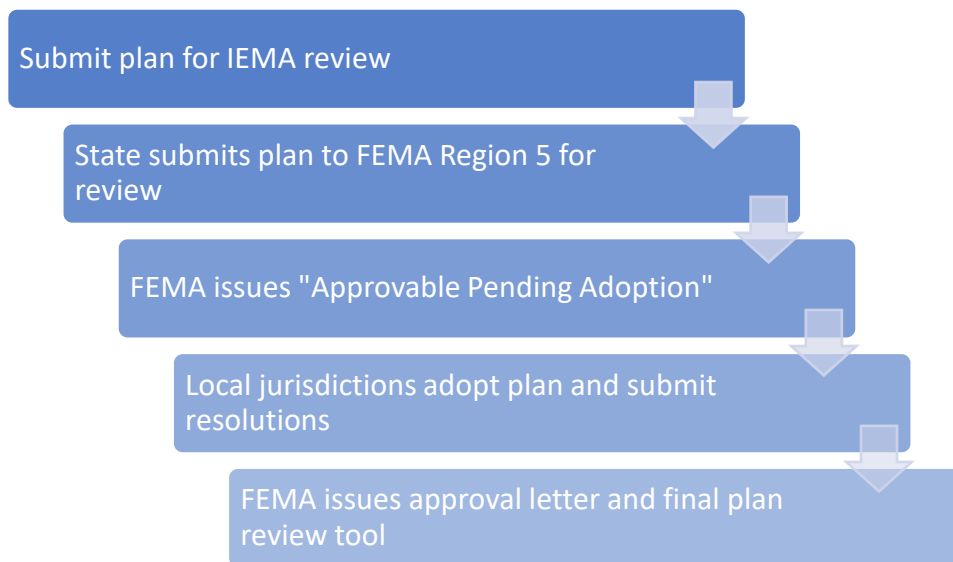 Submit plan for IEMA review
State submits plan to FEMA Region 5 for
review
FEMA issues "Approvable Pending Adoption"
Local jurisdictions adopt plan and submit
resolutions
FEMA issues approval letter and final plan
review tool